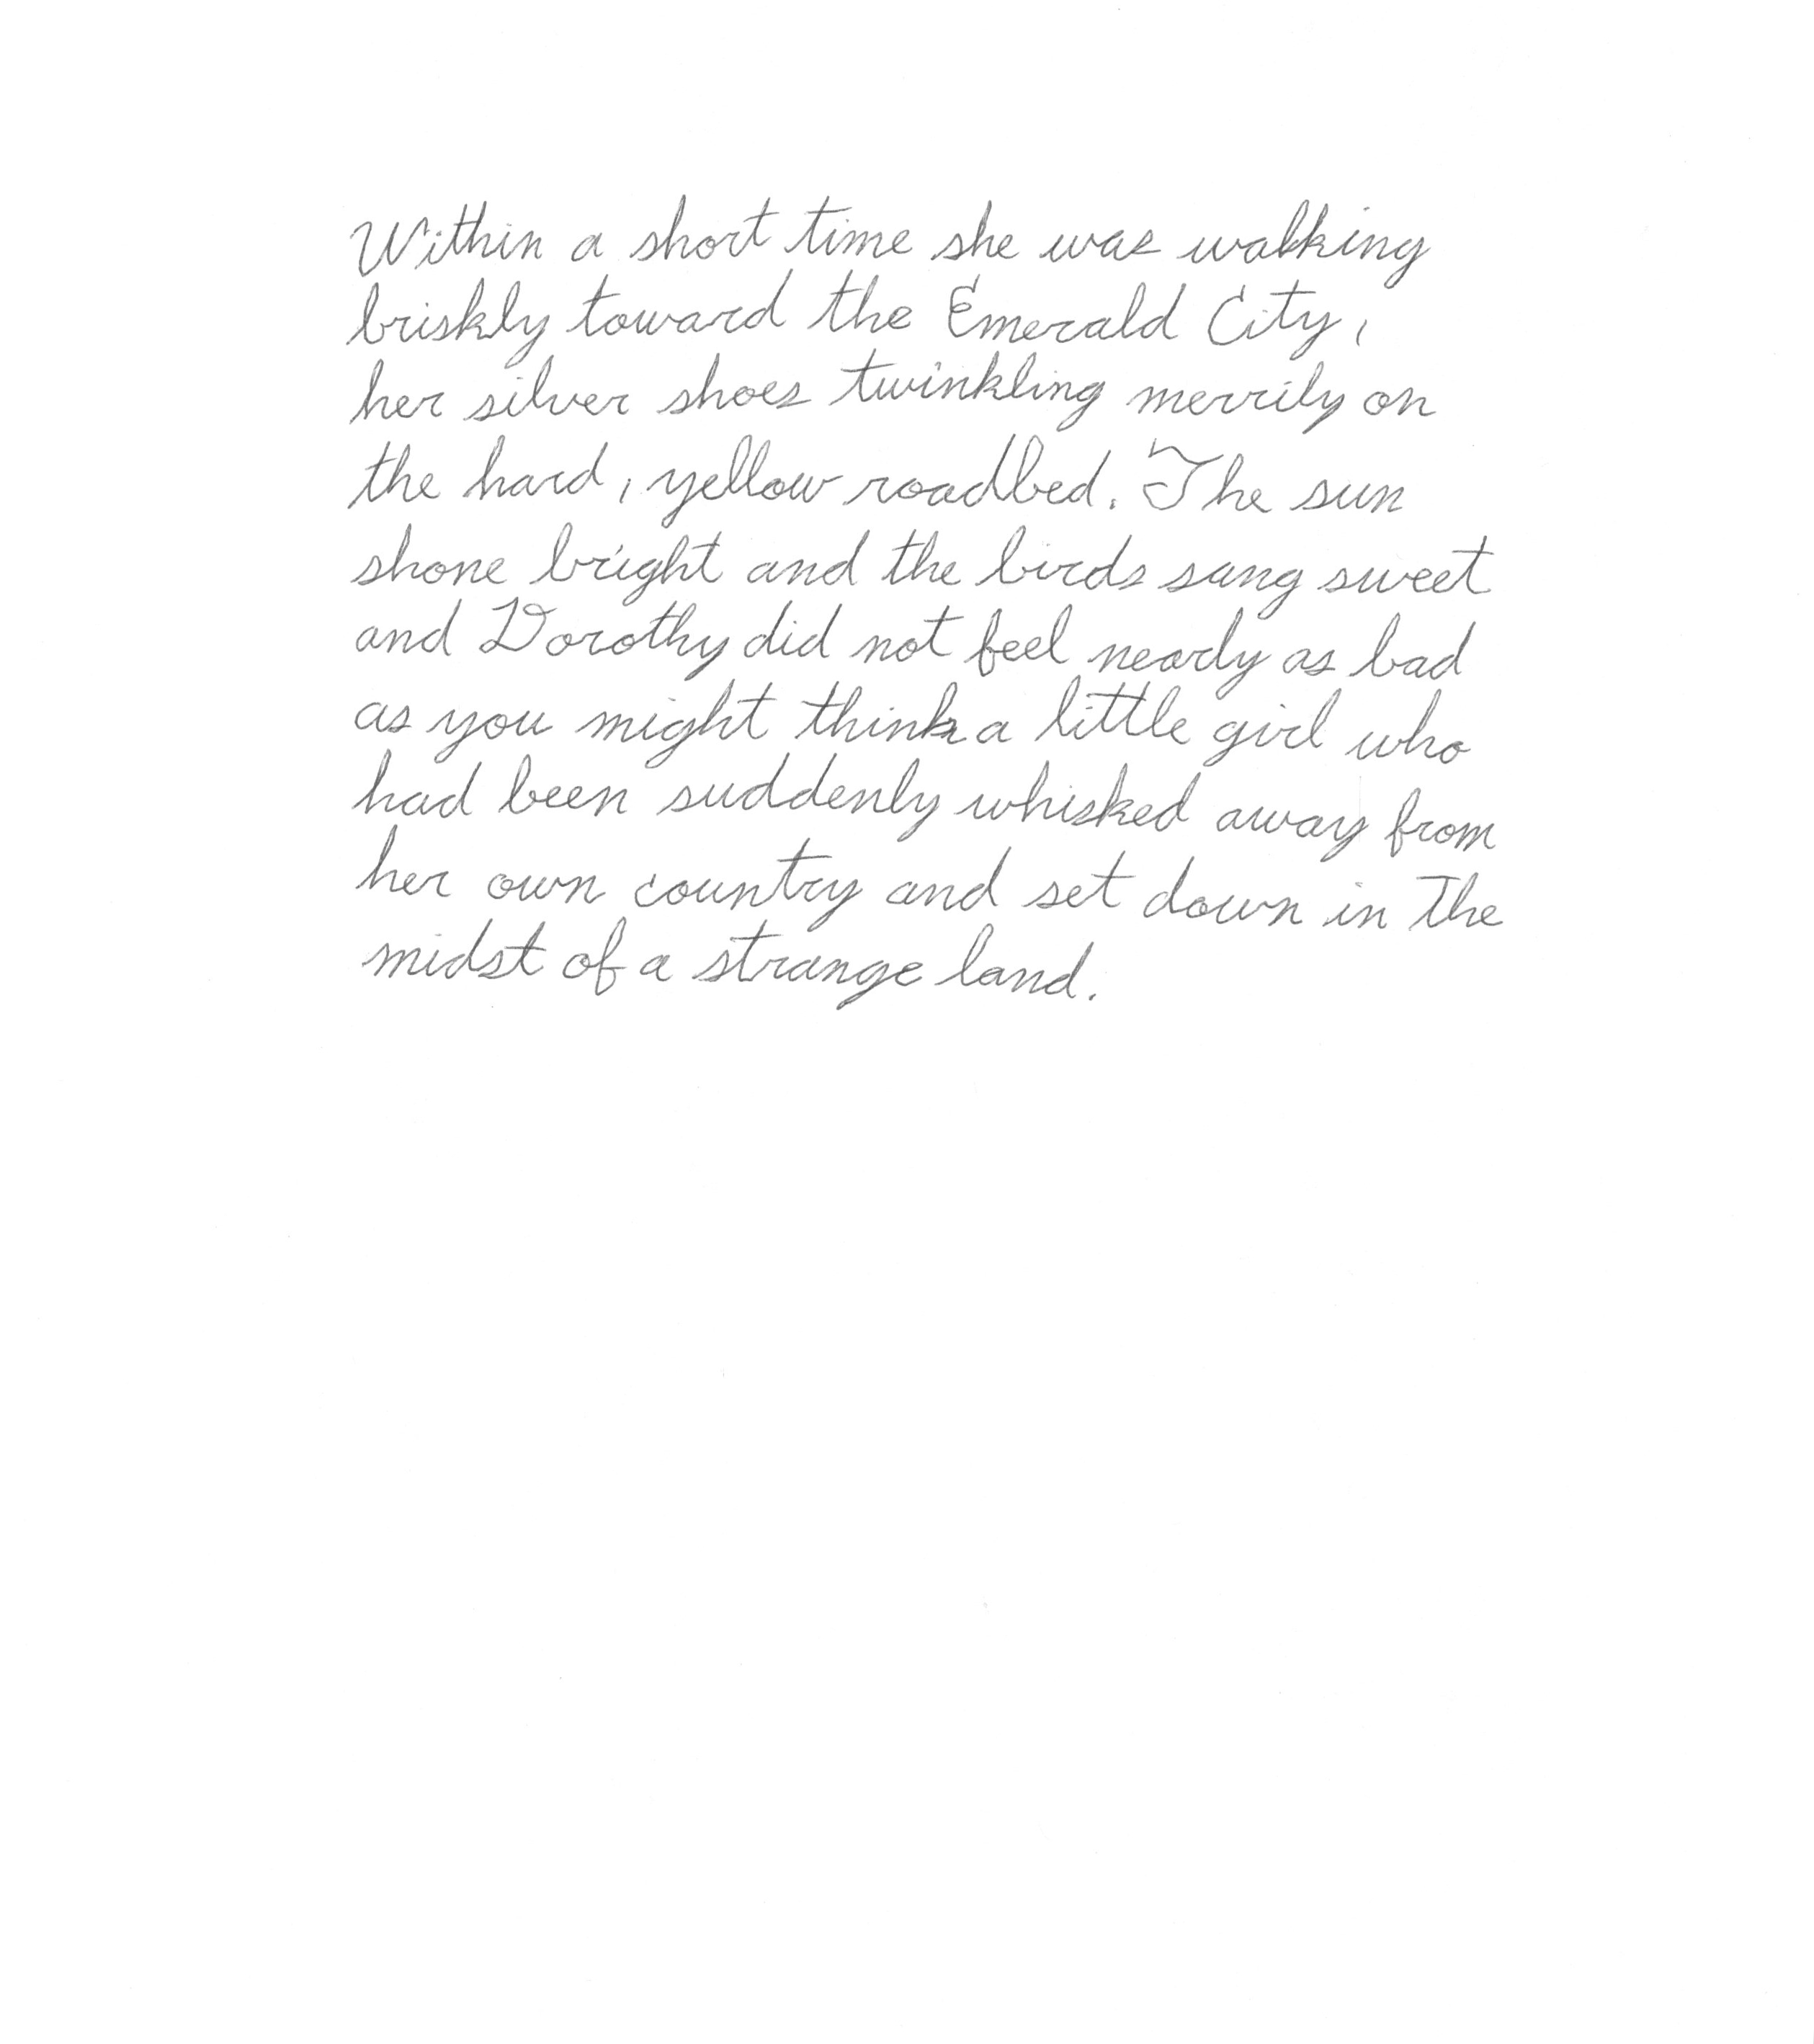 Within a short time she was walking
briskly toward the Emerald City,
her silver shoes twinkling merrily on
the hard, yellow roadbed. The sun
shone bright and the birds sang sweet
and Dorothy did not feel nearly as bad
as you might think a little girl who
had been suddenly whisked away from
her own country and set down in the
midst of a strange land.